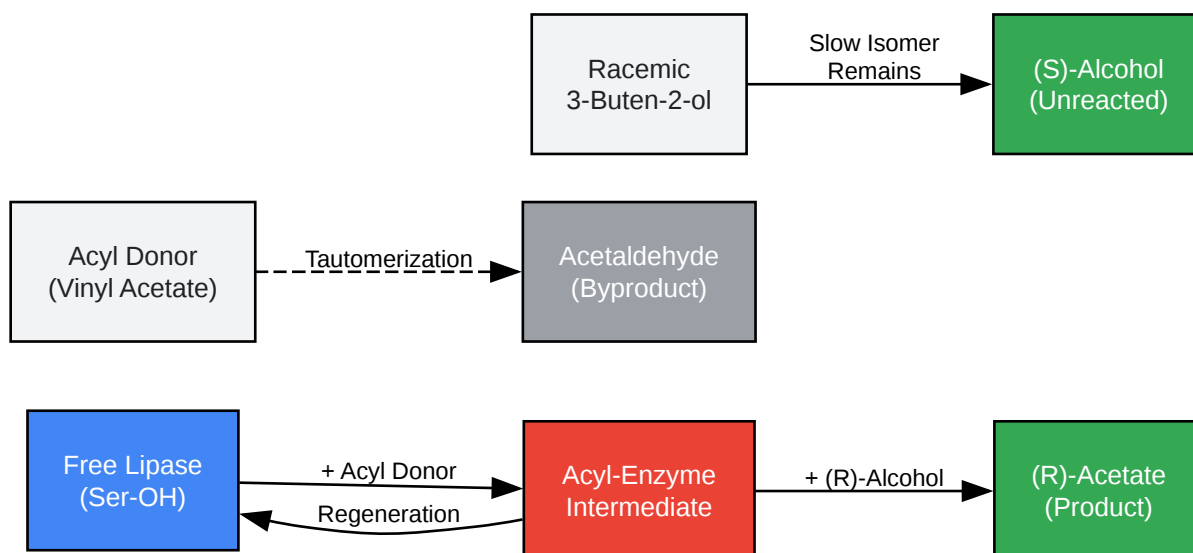 Racemic
3-Buten-2-ol
Slow Isomer
Remains
(S)-Alcohol
(Unreacted)
Acyl Donor
(Vinyl Acetate)
Tautomerization
Acetaldehyde
(Byproduct)
Free Lipase
(Ser-OH)
+ Acyl Donor
Regeneration
Acyl-Enzyme
Intermediate
+ (R)-Alcohol
(R)-Acetate
(Product)